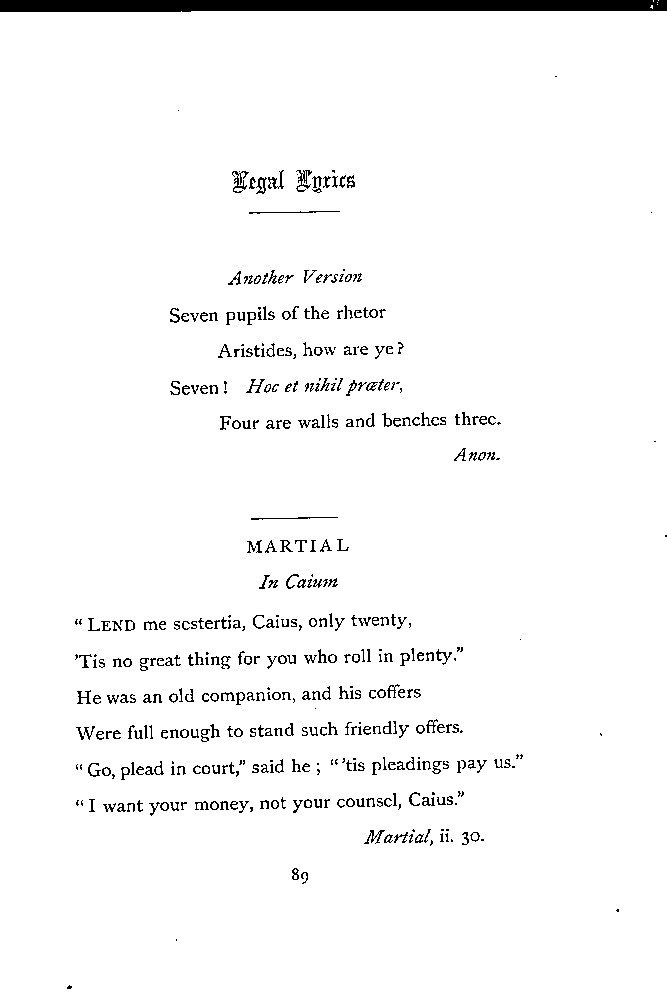 Legal Lyrics
Another Version
Seven pupils of the rhetor
Aristides, how are ye?
Seven! Hoc et nihil præter,
Four are walls and benches three.
Anon.
MARTIAL
In Caium
“LEND me sestertia, Caius, only twenty,
’Tis no great thing for you who roll in plenty.”
He was an old companion, and his coffers
Were full enough to stand such friendly offers.
“Go, plead in court,” said he; “’tis pleadings pay us.”
“I want your money, not your counsel, Caius.”
Martial, ii. 30.
89